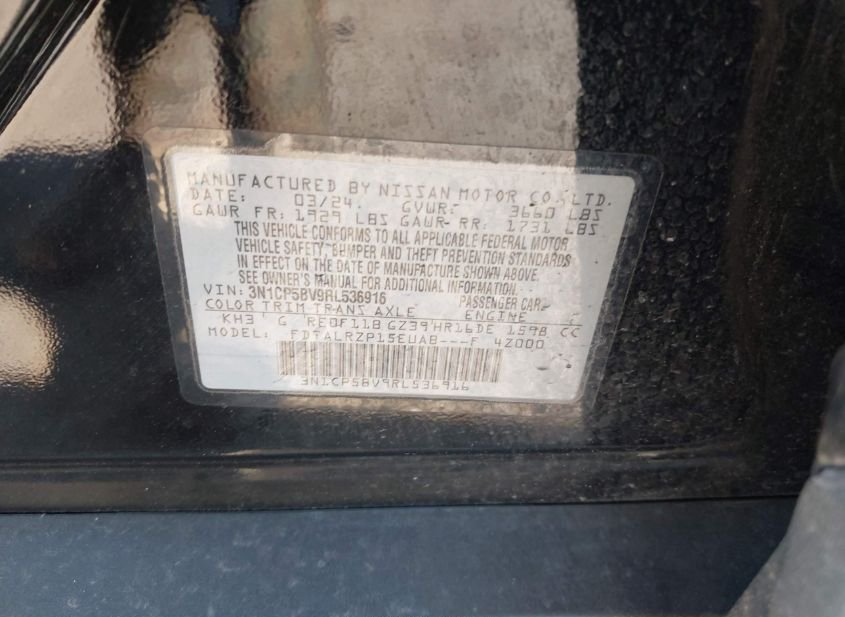 MANUFACTURED BY NISSAN MOTOR CO., LTD.
DATE: 03/24. GVWR: 3660 LBS
GAWR FR: 1929 LBS GAWR RR: 1731 LBS
THIS VEHICLE CONFORMS TO ALL APPLICABLE FEDERAL MOTOR
VEHICLE SAFETY, BUMPER AND THEFT PREVENTION STANDARDS
IN EFFECT ON THE DATE OF MANUFACTURE SHOWN ABOVE.
SEE OWNER'S MANUAL FOR ADDITIONAL INFORMATION.
VIN: 3N1CP5BV9RL536916 PASSENGER CAR
COLOR TRIM TRANS AXLE ENGINE
KH3 G RE0F11B GZ39 HR16DE 1598 CC
MODEL: 4Z000
3N1CP5BV9RL536916